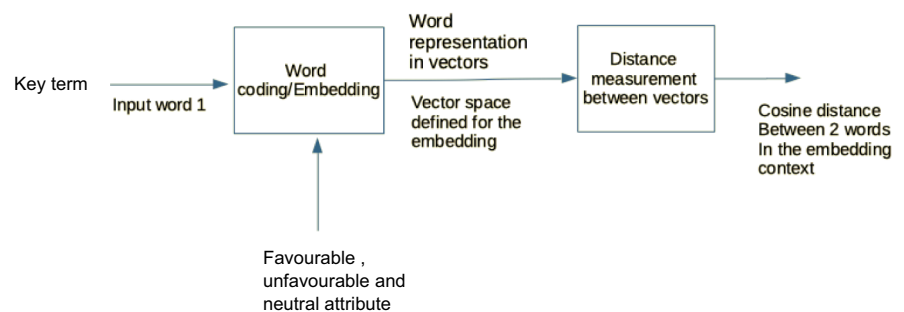 Key term
Input word 1
Word
coding/Embedding
Word
representation
in vectors
Vector space
defined for the
embedding
Distance
measurement
between vectors
Cosine distance
Between 2 words
In the embedding
context
Favourable ,
unfavourable and
neutral attribute